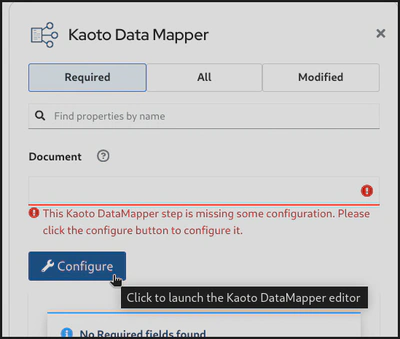 Kaoto Data Mapper
Required
All
Modified
Find properties by name
Document
This Kaoto DataMapper step is missing some configuration. Please
click the configure button to configure it.
Configure
Click to launch the Kaoto DataMapper editor
No Required fields found